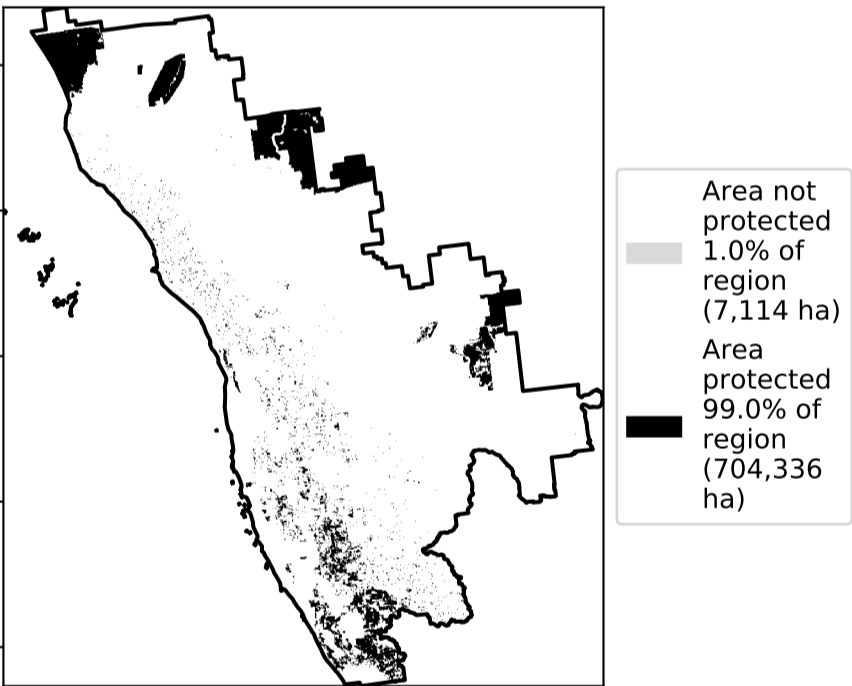 Area not
protected
1.0% of
region
(7,114 ha)
Area
protected
99.0% of
region
(704,336
ha)